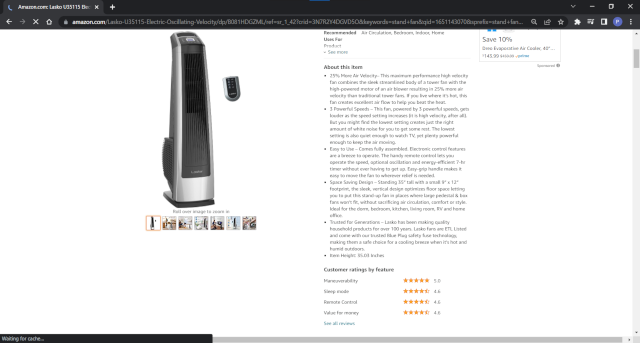 Amazon.com: Lasko U35115 Elec
amazon.com/Lasko-U35115-Electric-Oscillating-Velocity/dp/B081HDGZML/ref=sr_1_42?crid=3N7R2Y4DGVD5O&keywords=stand+fan&qid=1651143070&sprefix=stand+fan...
Recommended Air Circulation, Bedroom, Indoor, Home
Uses For
Product
See more
About this item
• 25% More Air Velocity - This maximum performance high velocity
fan combines the sleek streamlined body of a tower fan with the
high-powered motor of an air blower resulting in 25% more air
velocity than traditional tower fans. If you live where it's hot, this
fan creates excellent air flow to help you beat the heat.
• 3 Powerful Speeds – This fan, powered by 3 powerful speeds, gets
louder as the speed setting increases (it is high velocity, after all)
But you might find the lowest setting creates just the right
amount of white noise for you to get some rest. The lowest
setting is also quiet enough to watch TV, yet plenty powerful
enough to keep the air moving.
• Easy to Use – Comes fully assembled. Electronic control features
are a breeze to operate. The handy remote control lets you
operate the speed, optional oscillation and energy-efficient 7-hr
timer without ever having to get up. Easy-grip handle makes it
easy to move the fan to wherever relief is needed.
• Space Saving Design – Standing 35" tall with a small 9" x 12"
footprint, the sleek, vertical design optimizes floor space letting
you to put this stand-up fan in places where large pedestal & box
fans won't fit, without sacrificing air circulation, comfort or style.
Ideal for the dorm, bedroom, kitchen, living room, RV and home
office.
• Trusted for Generations – Lasko has been making quality
household products for over 100 years. Lasko Fans are ETL Listed
and come with our trusted Blue Plug safety fuse technology,
making them a safe choice for a cooling breeze when it's hot and
humid outdoors.
• Item Height: 35.03 Inches
Customer ratings by feature
Maneuverability 5.0
Sleep mode 4.6
Remote Control 4.6
Value for money 4.6
See all reviews
Save 10%
Dreo Evaporative Air Cooler, 40"...
prime
Sponsored
Roll over image to zoom in
Waiting for cache...